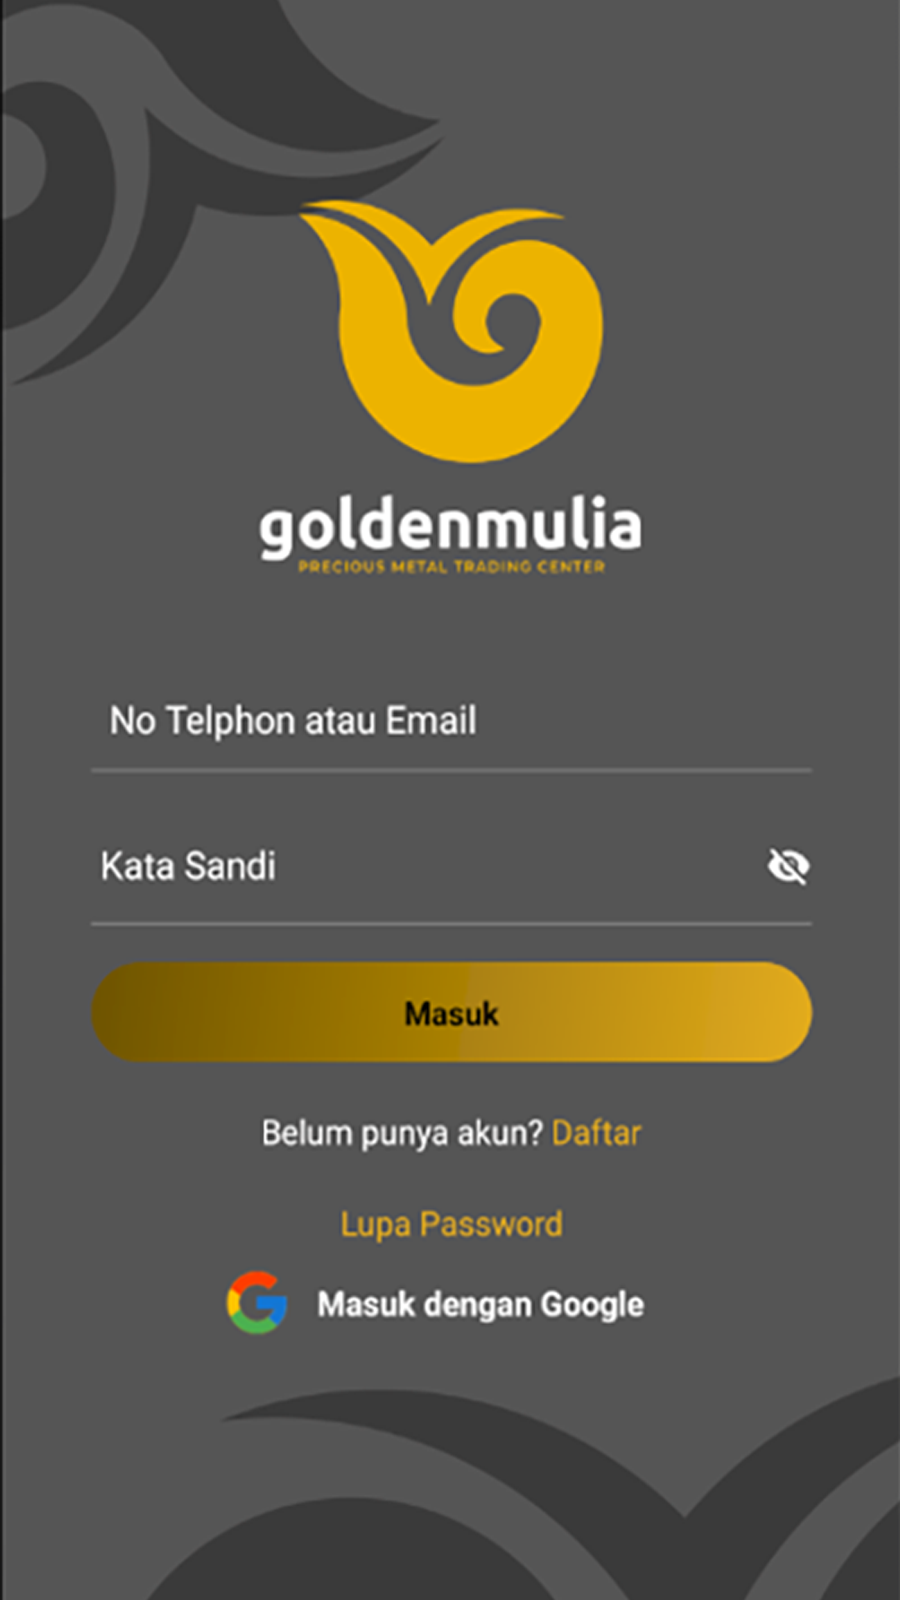 goldenmulia
PRECIOUS METAL TRADING CENTER
No Telphon atau Email
Kata Sandi
Masuk
Belum punya akun? Daftar
Lupa Password
Masuk dengan Google